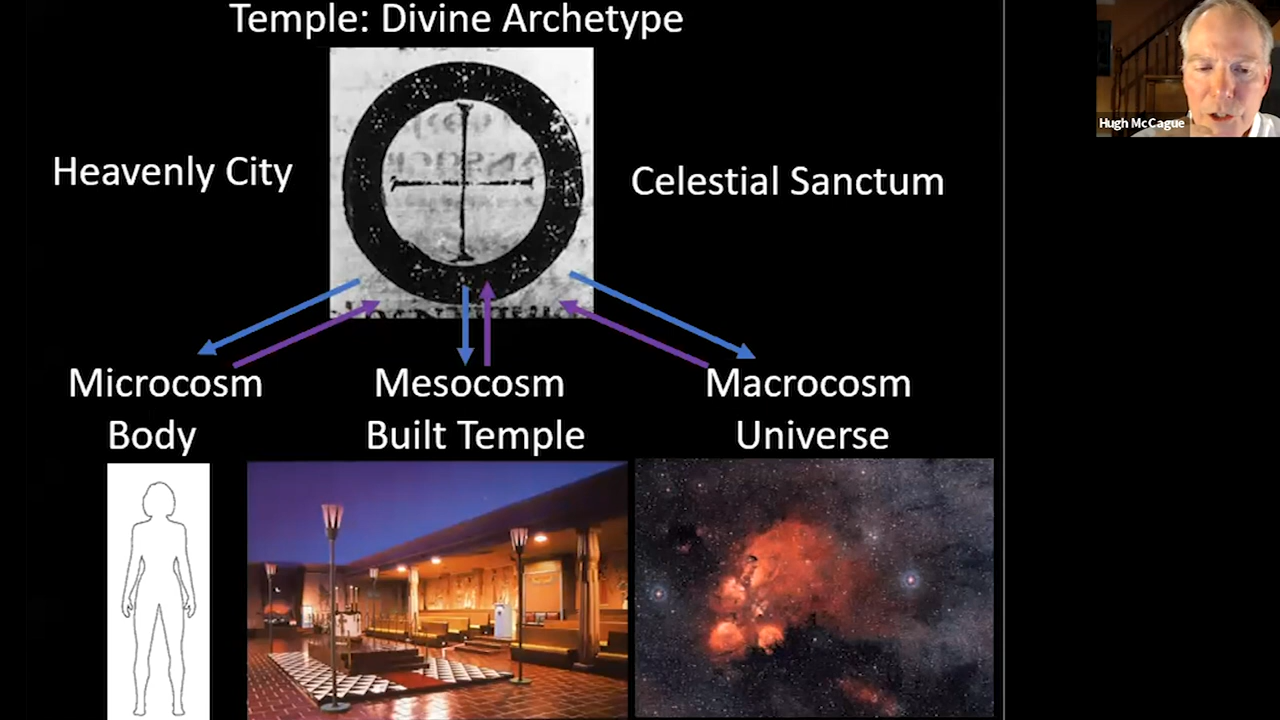 Temple: Divine Archetype
Heavenly City
Celestial Sanctum
Microcosm
Body
Mesocosm
Built Temple
Macrocosm
Universe
Hugh McCague